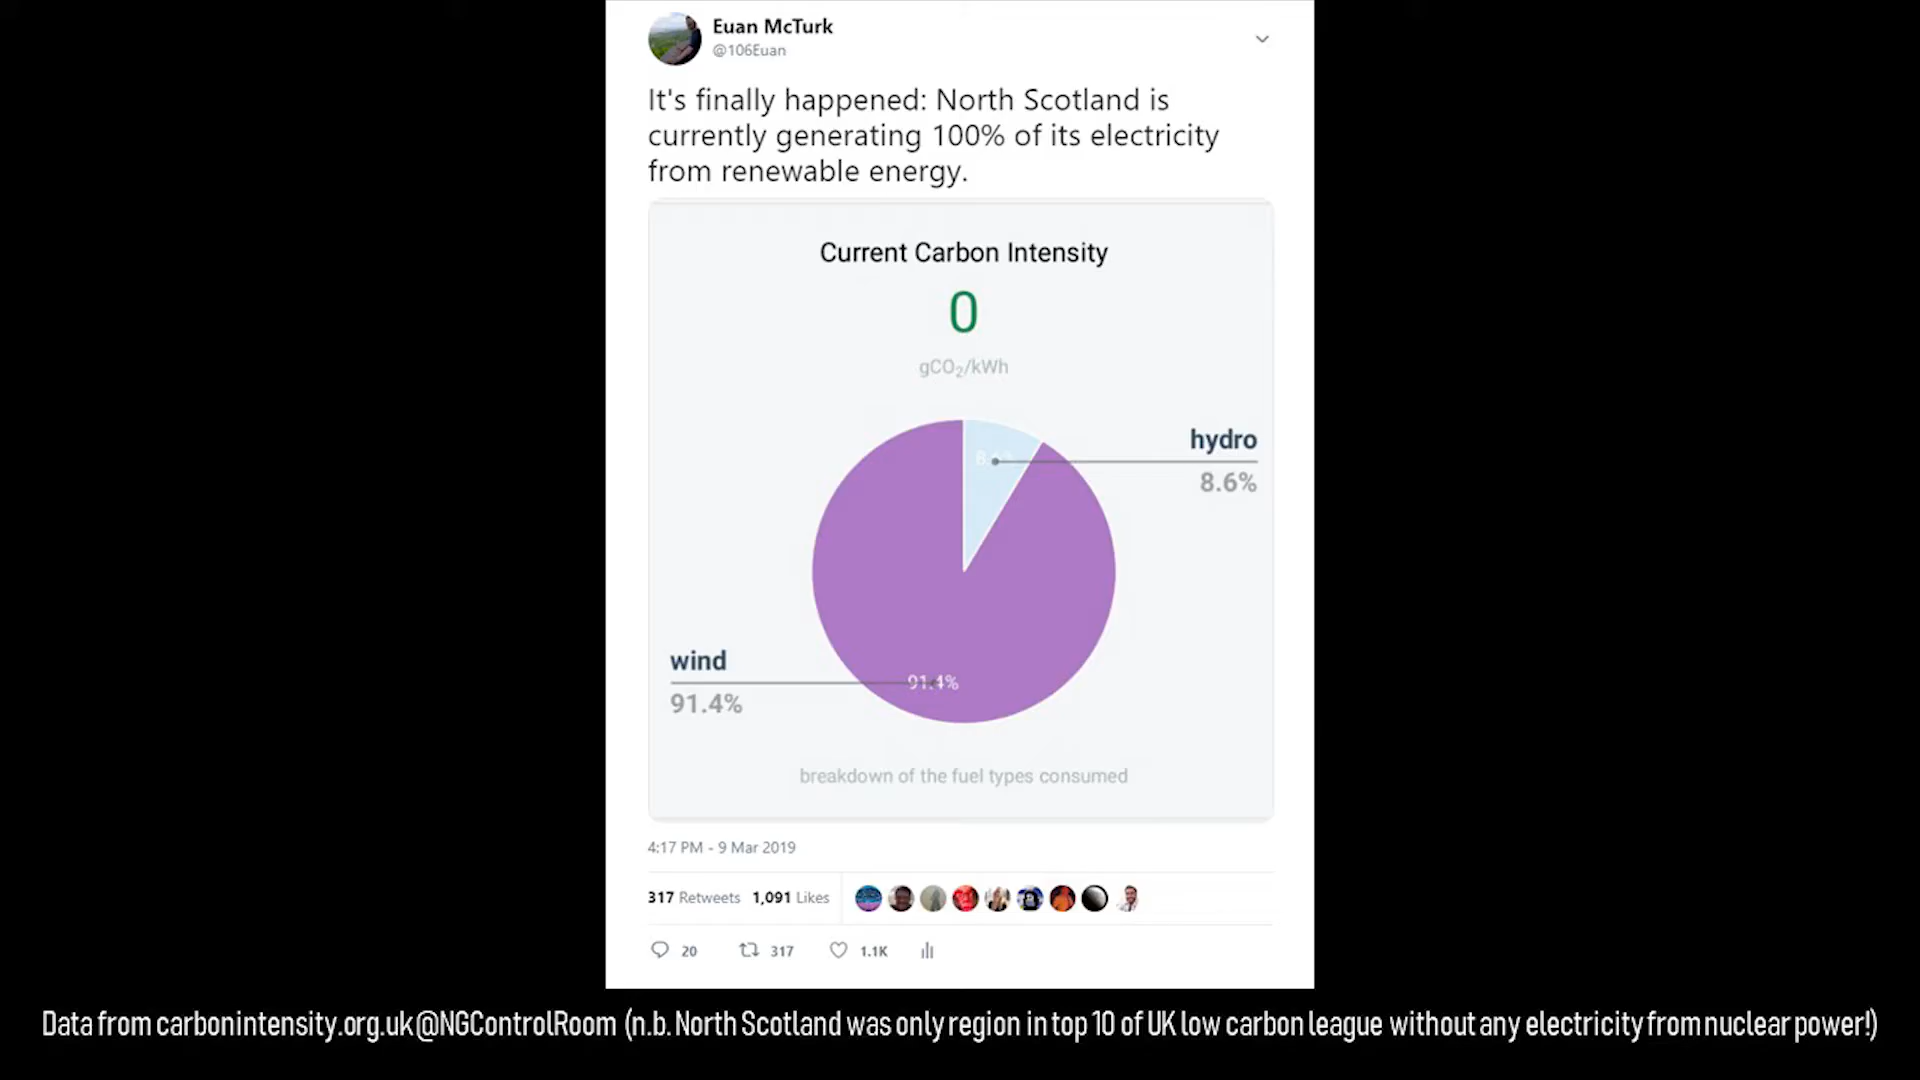 Euan McTurk
@106Euan
It's finally happened: North Scotland is
currently generating 100% of its electricity
from renewable energy.
Current Carbon Intensity
0
gCO₂/kWh
hydro
8.6%
wind
91.4%
91.4%
breakdown of the fuel types consumed
4:17 PM - 9 Mar 2019
317 Retweets 1,091 Likes
20 317 1.1K
Data from carbonintensity.org.uk@NGControlRoom (n.b. North Scotland was only region in top 10 of UK low carbon league without any electricity from nuclear power!)